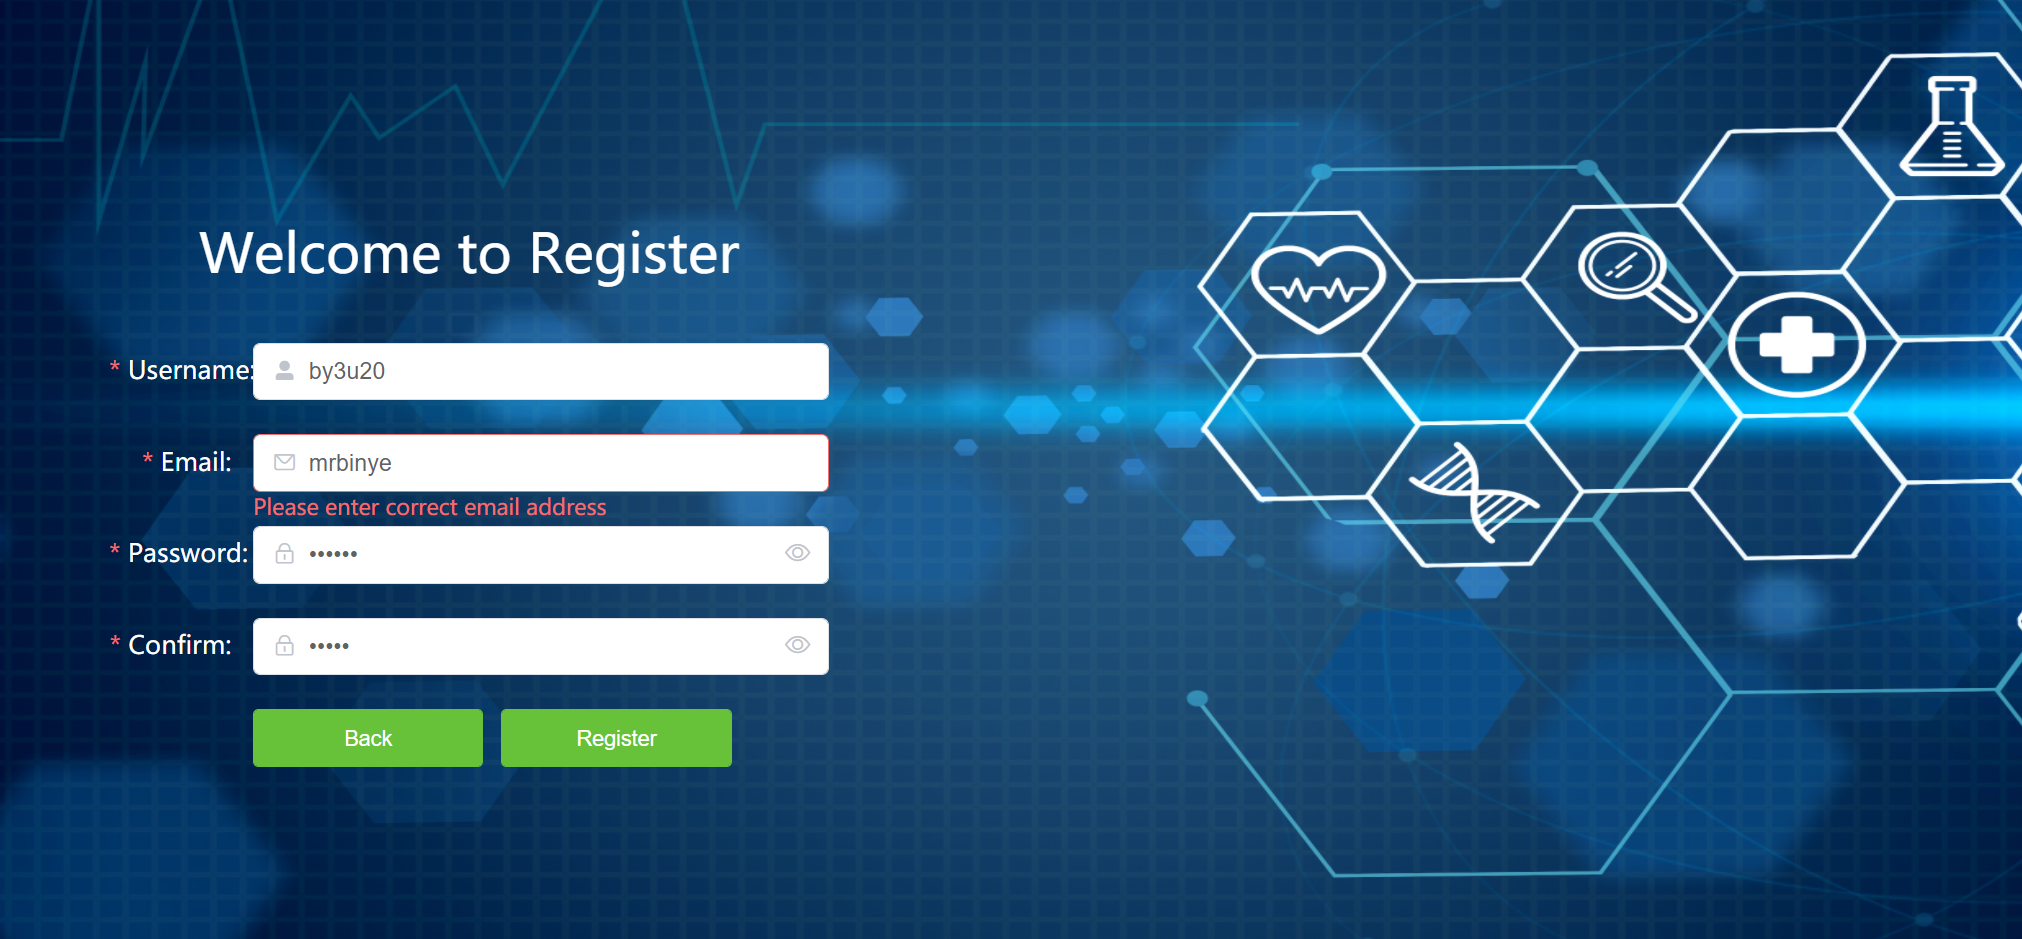 Welcome to Register
* Username: by3u20
* Email: mrbinye
Please enter correct email address
* Password: ••••••
* Confirm: •••••
Back Register